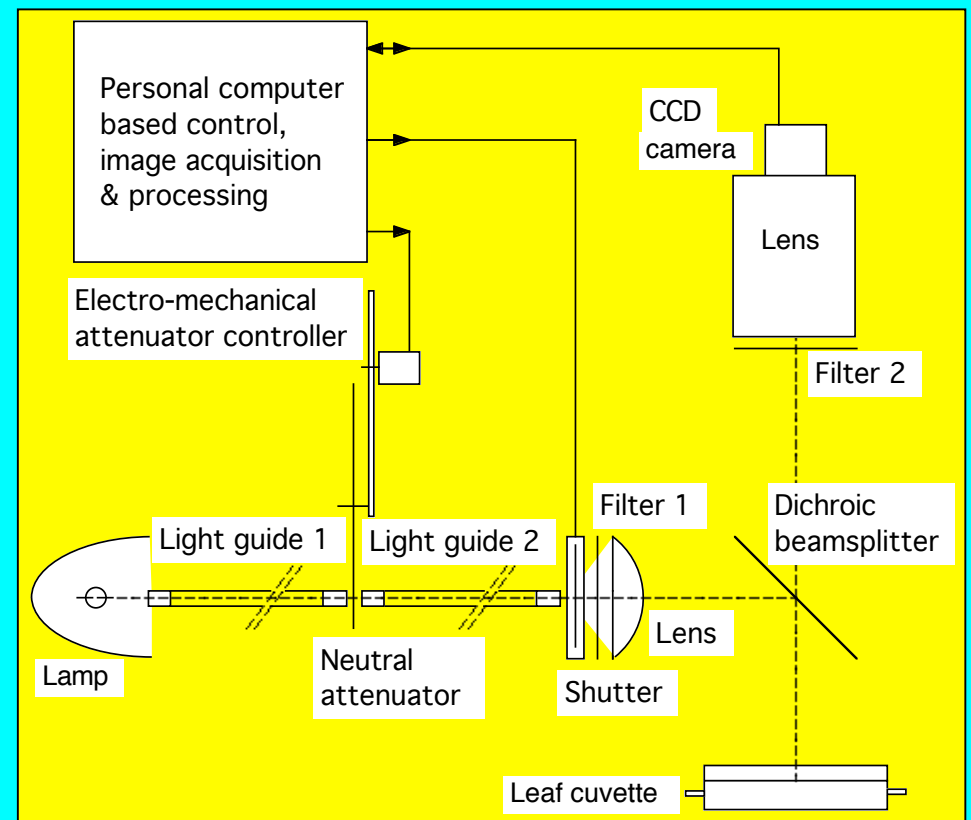 Personal computer
based control,
image acquisition
& processing
CCD
camera
Lens
Electro-mechanical
attenuator controller
Filter 2
Light guide 1
Light guide 2
Filter 1
Dichroic
beamsplitter
Lamp
Neutral
attenuator
Lens
Shutter
Leaf cuvette